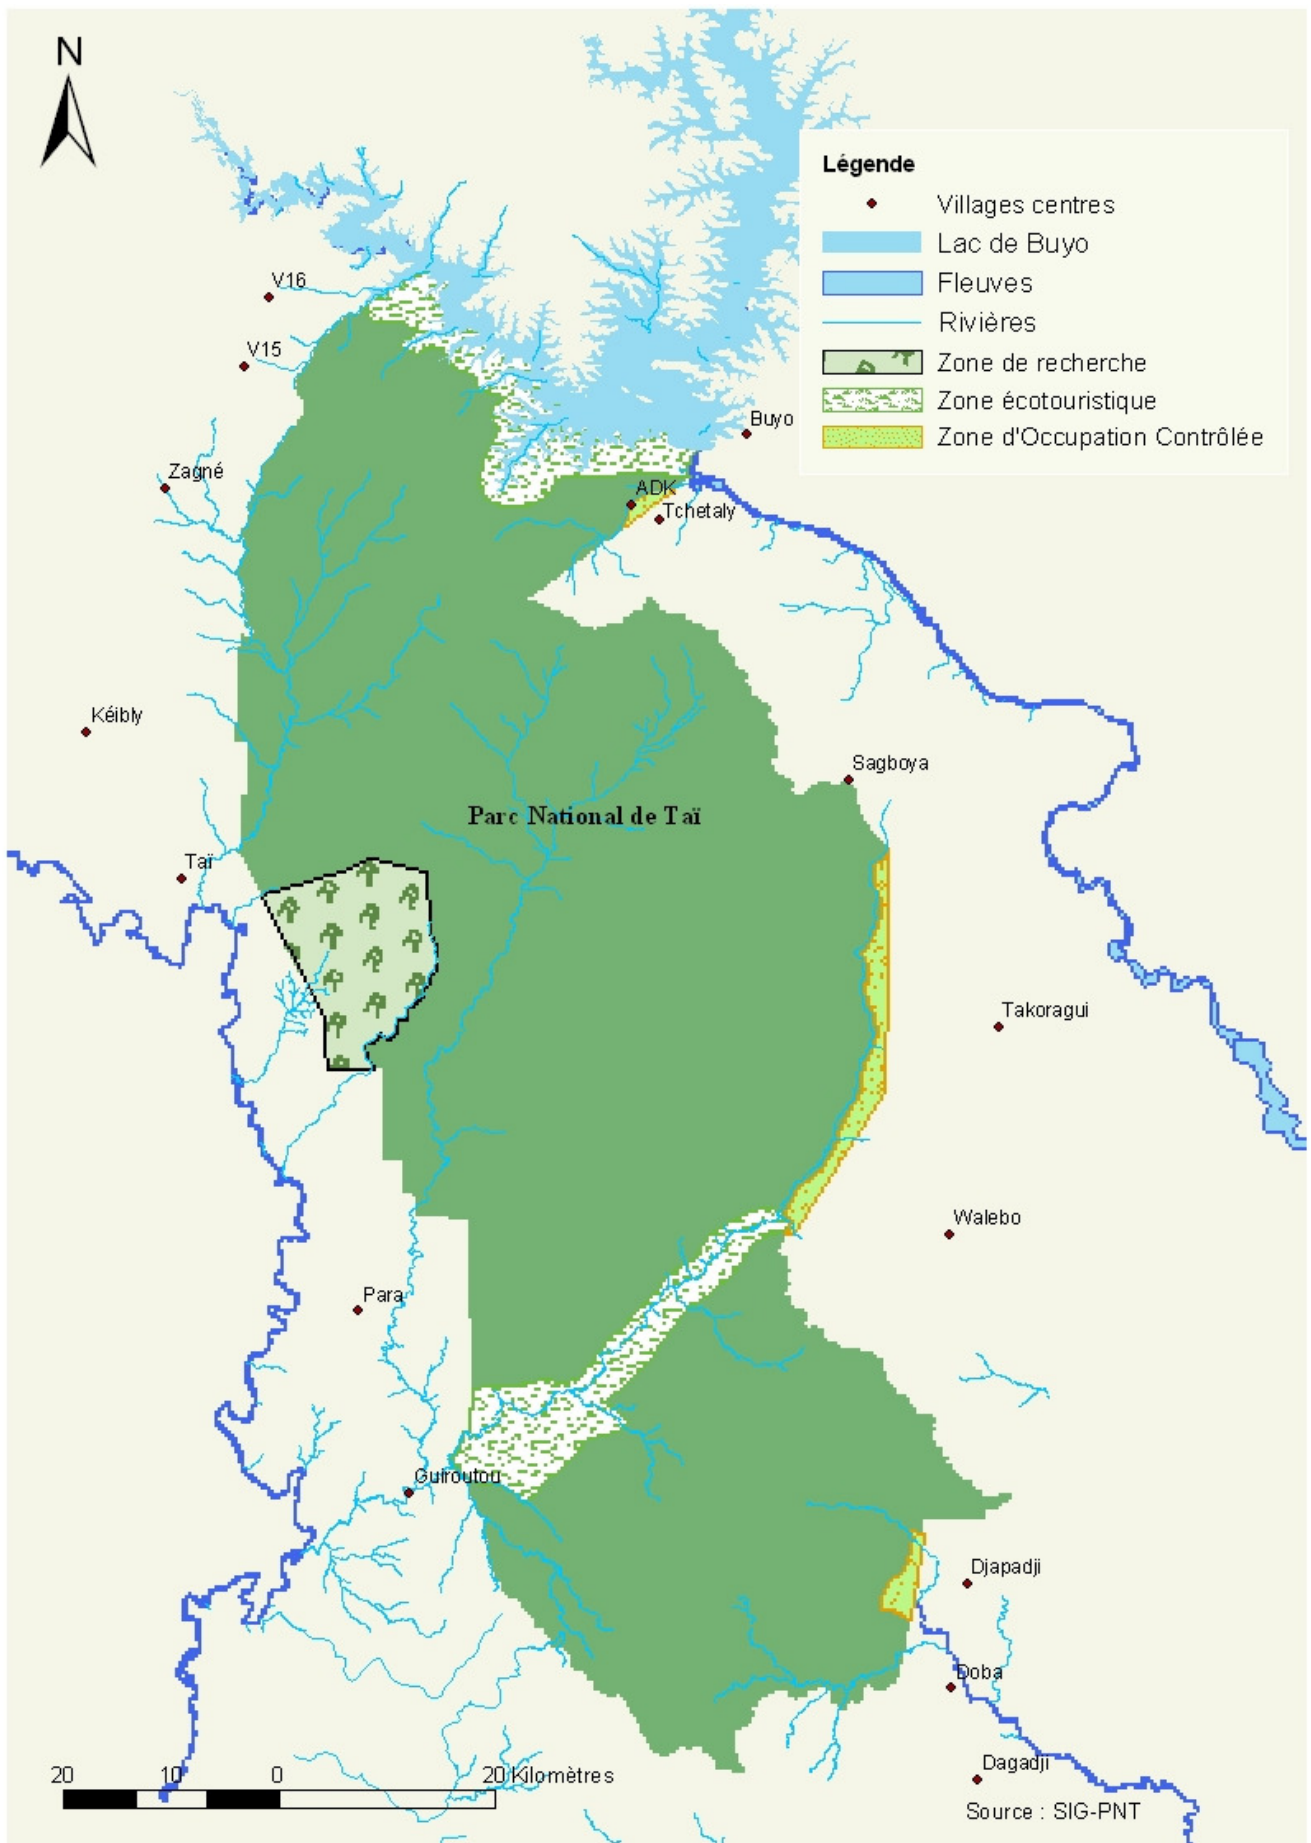 N
Légende
Villages centres
Lac de Buyo
Fleuves
Rivières
Zone de recherche
Zone écotouristique
Zone d'Occupation Contrôlée
V16
V15
Buyo
Zagné
ADK
Tchetaly
Kéibly
Sagboya
Parc National de Taï
Taï
Takoragui
Walebo
Para
Guiroutou
Djapadji
Doba
Dagadji
20 10 0 20 Kilomètres
Source : SIG-PNT